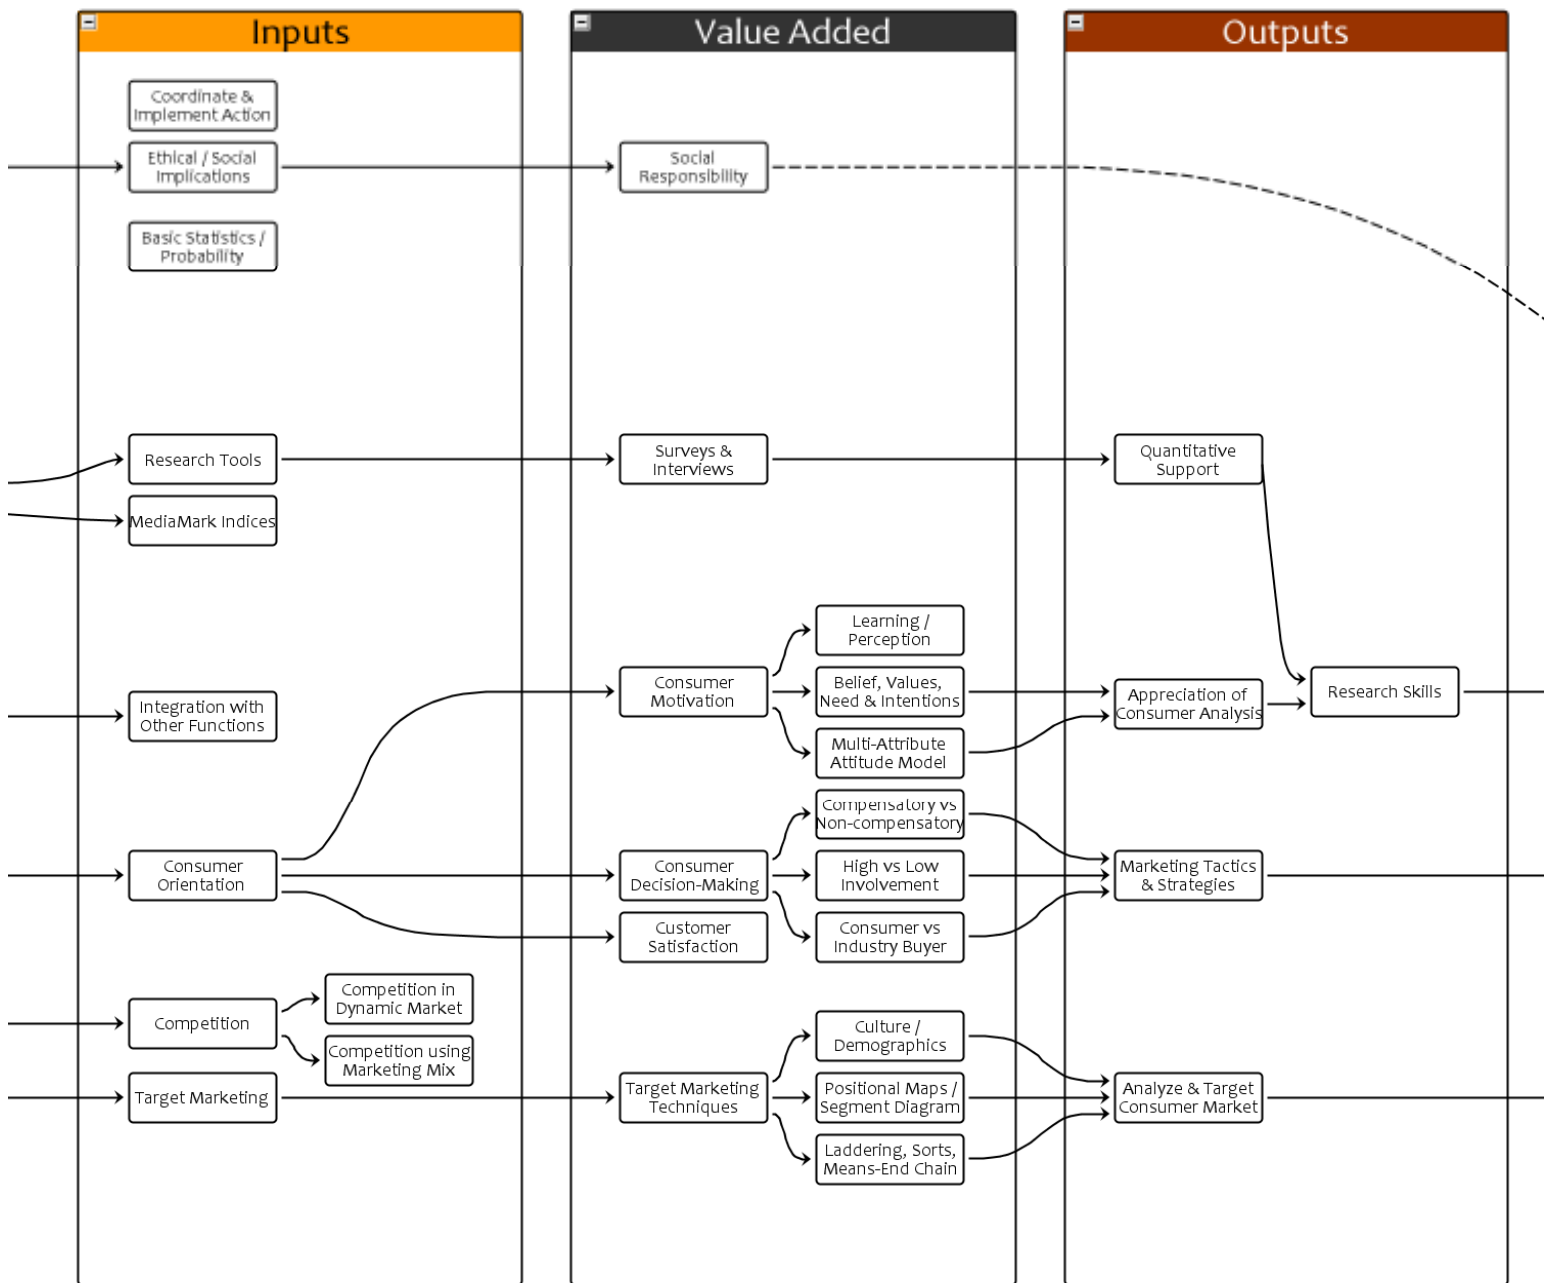 Inputs
Value Added
Outputs
Coordinate &
Implement Action
Ethical / Social
Implications
Social
Responsibility
Basic Statistics /
Probability
Research Tools
Surveys &
Interviews
Quantitative
Support
MediaMark Indices
Learning /
Perception
Consumer
Motivation
Belief, Values,
Need & Intentions
Appreciation of
Consumer Analysis
Research Skills
Integration with
Other Functions
Multi-Attribute
Attitude Model
Compensatory vs
Non-compensatory
Consumer
Orientation
Consumer
Decision-Making
High vs Low
Involvement
Marketing Tactics
& Strategies
Customer
Satisfaction
Consumer vs
Industry Buyer
Competition
Competition in
Dynamic Market
Competition using
Marketing Mix
Culture /
Demographics
Target Marketing
Target Marketing
Techniques
Positional Maps /
Segment Diagram
Analyze & Target
Consumer Market
Laddering, Sorts,
Means-End Chain